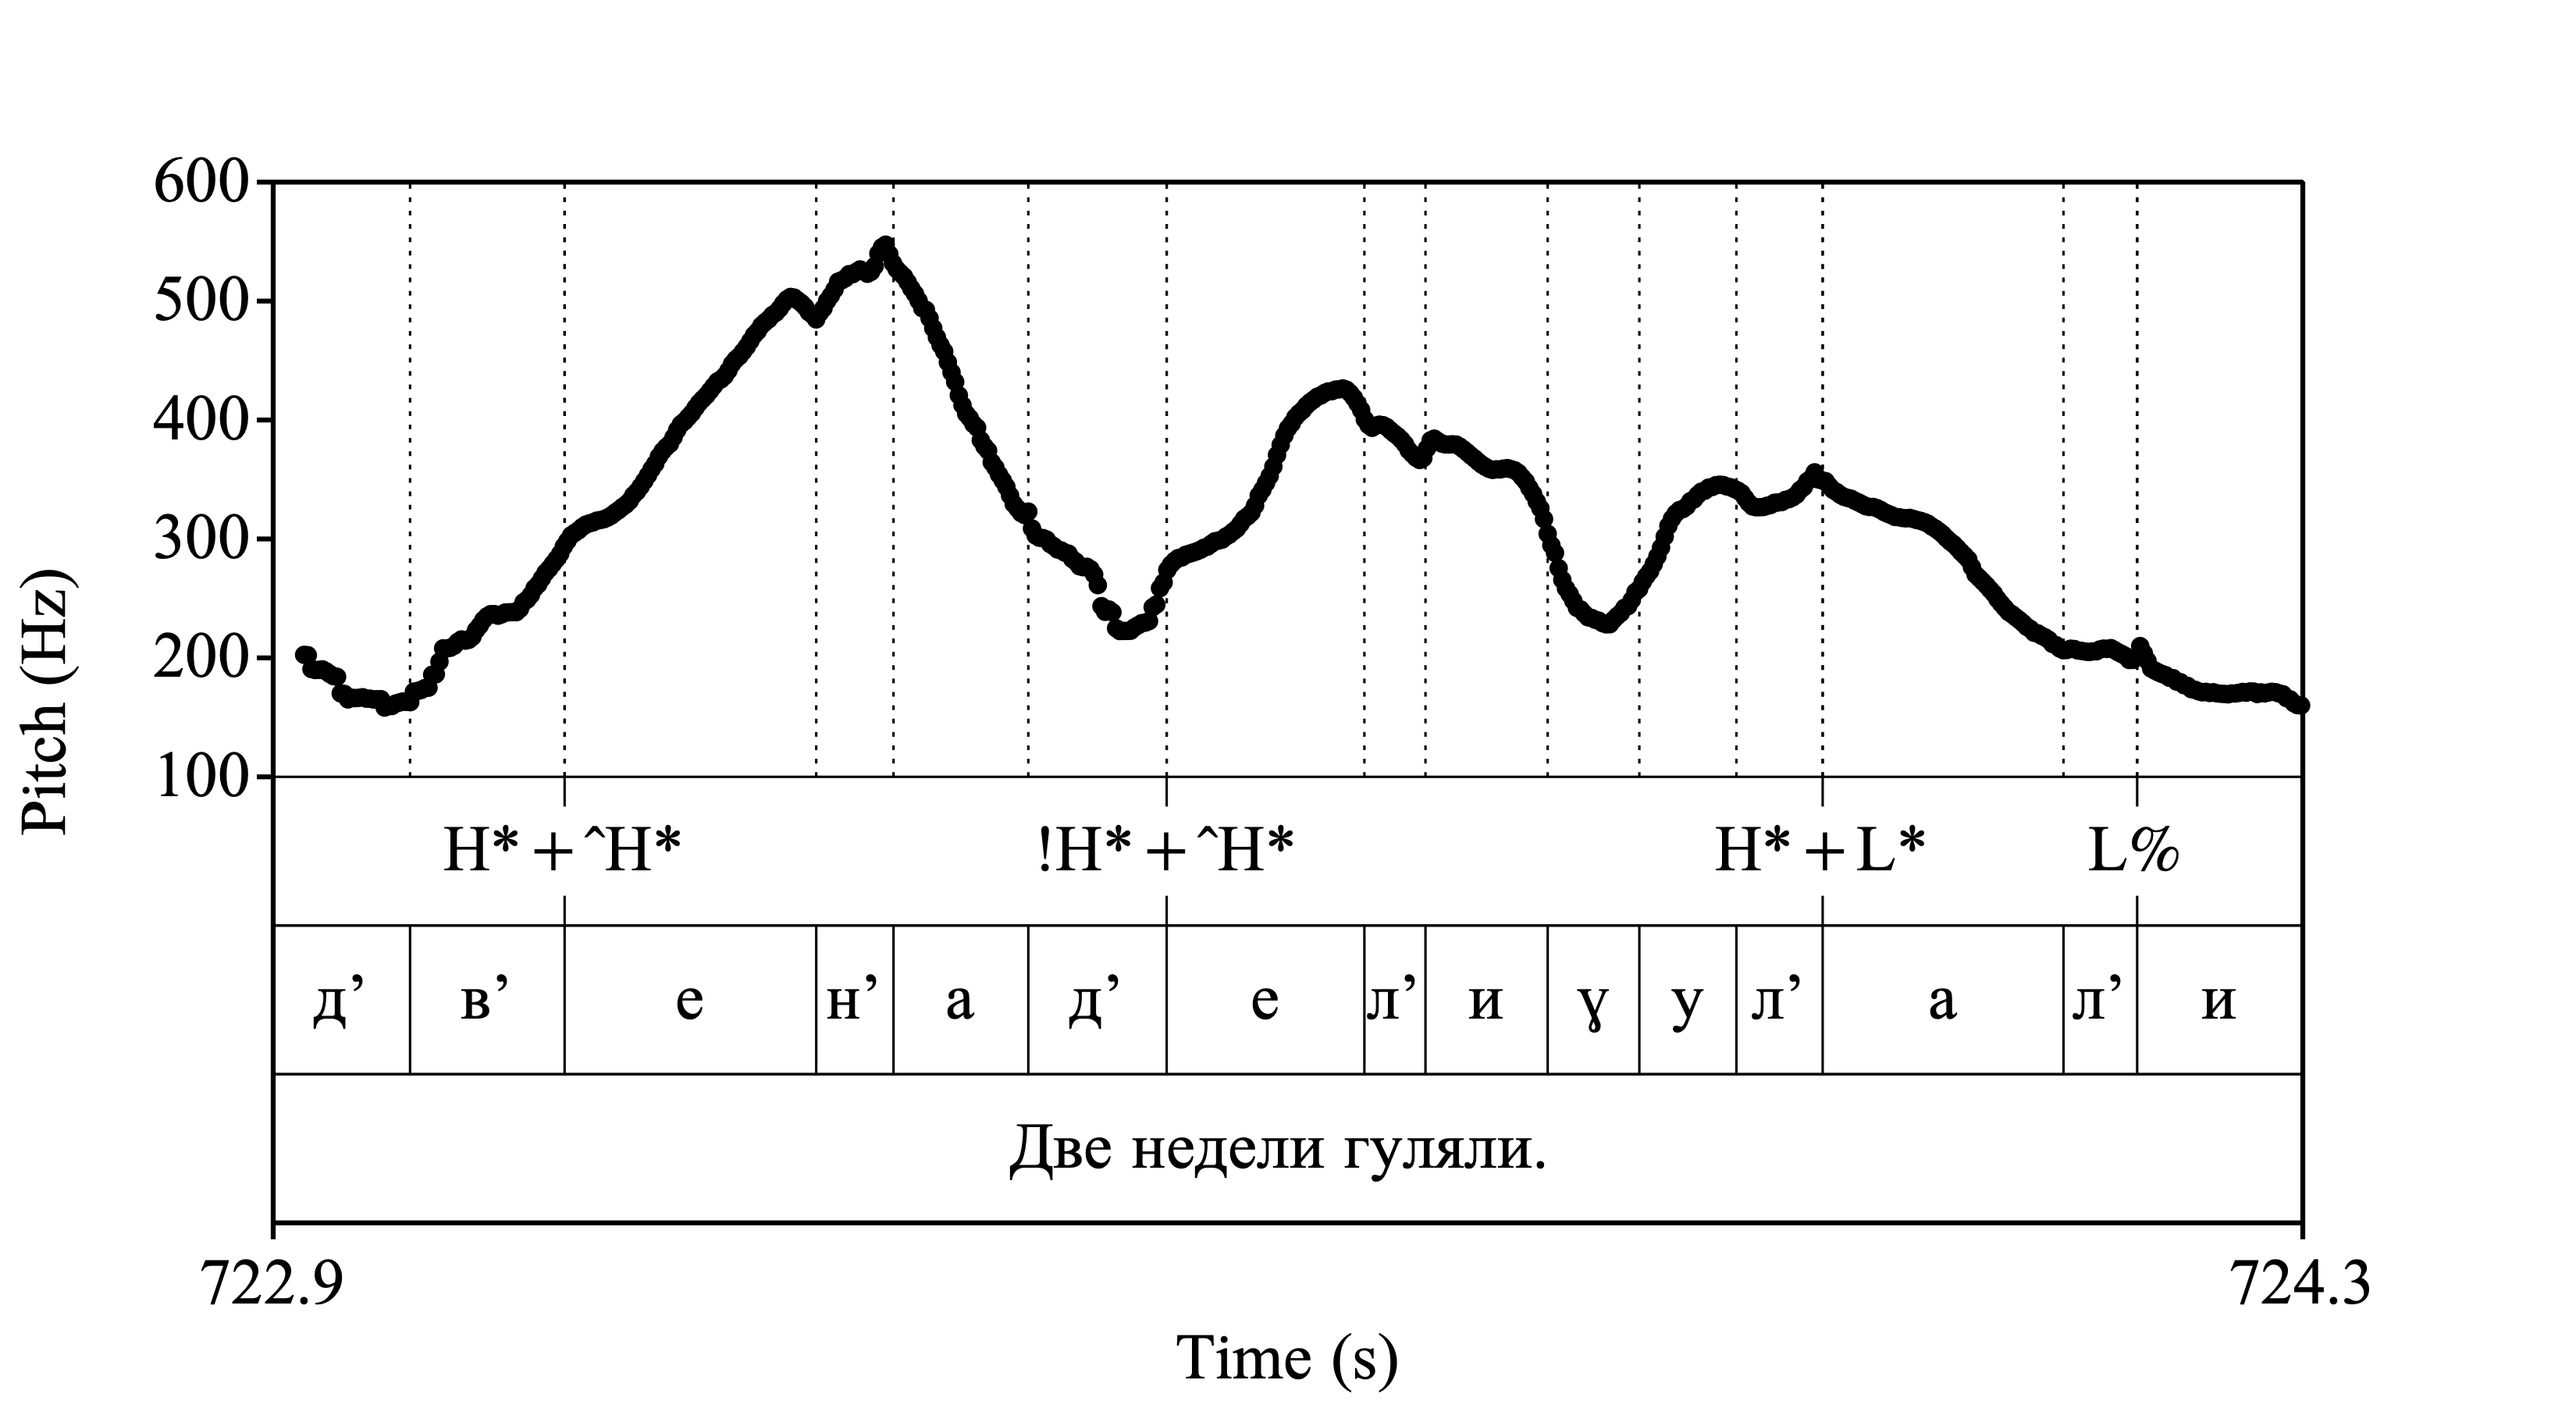 600
500
400
300
200
100
Pitch (Hz)
H*+^H* !H*+^H* H*+L* L%
д’ в’ е н’ а д’ е л’ и ɣ у л’ а л’ и
Две недели гуляли.
722.9 724.3
Time (s)